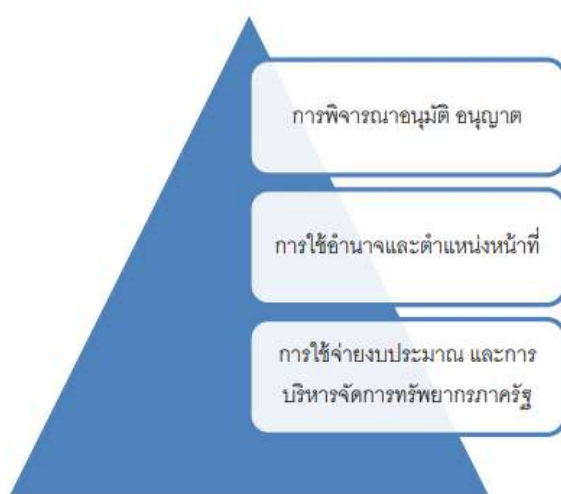 การพิจารณาอนุมัติ อนุญาต
การใช้อำนาจและตำแหน่งหน้าที่
การใช้จ่ายงบประมาณ และการ
บริหารจัดการทรัพยากรภาครัฐ